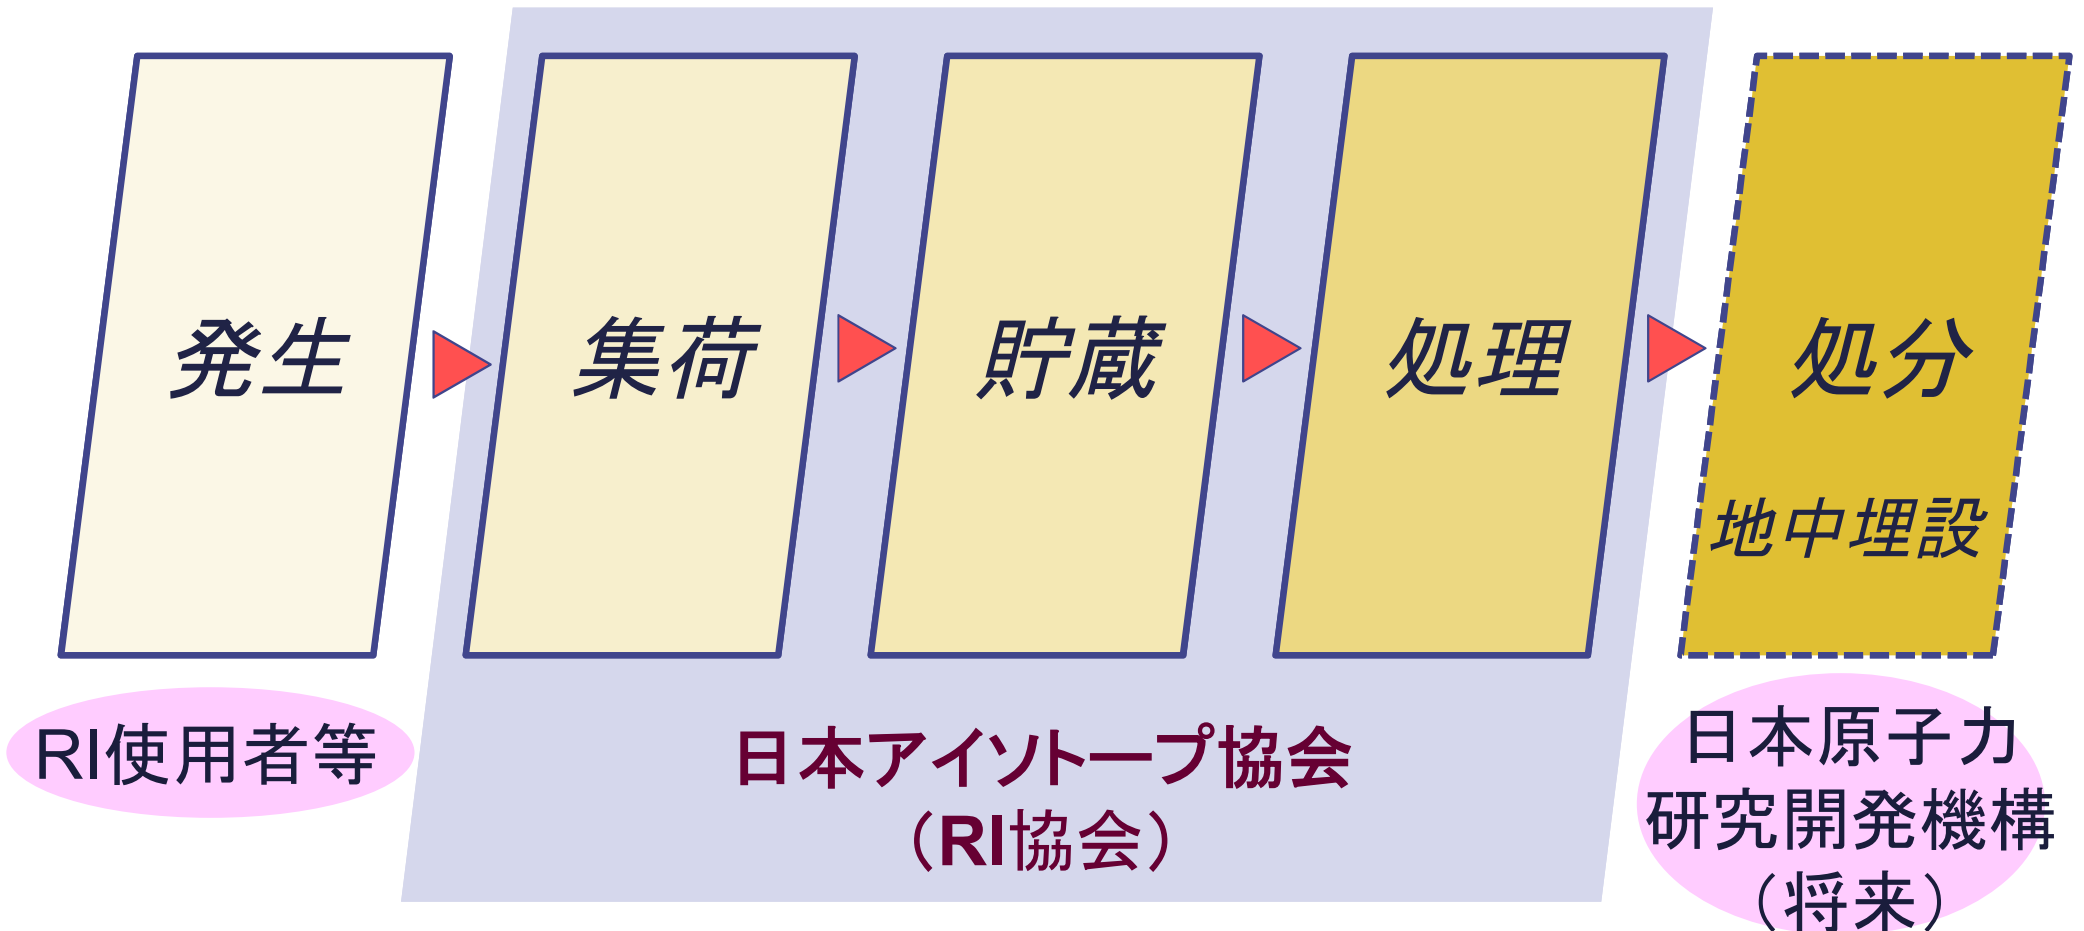 発生
集荷
貯蔵
処理
処分
地中埋設
RI使用者等
日本アイソトープ協会
（RI協会）
日本原子力
研究開発機構
（将来）